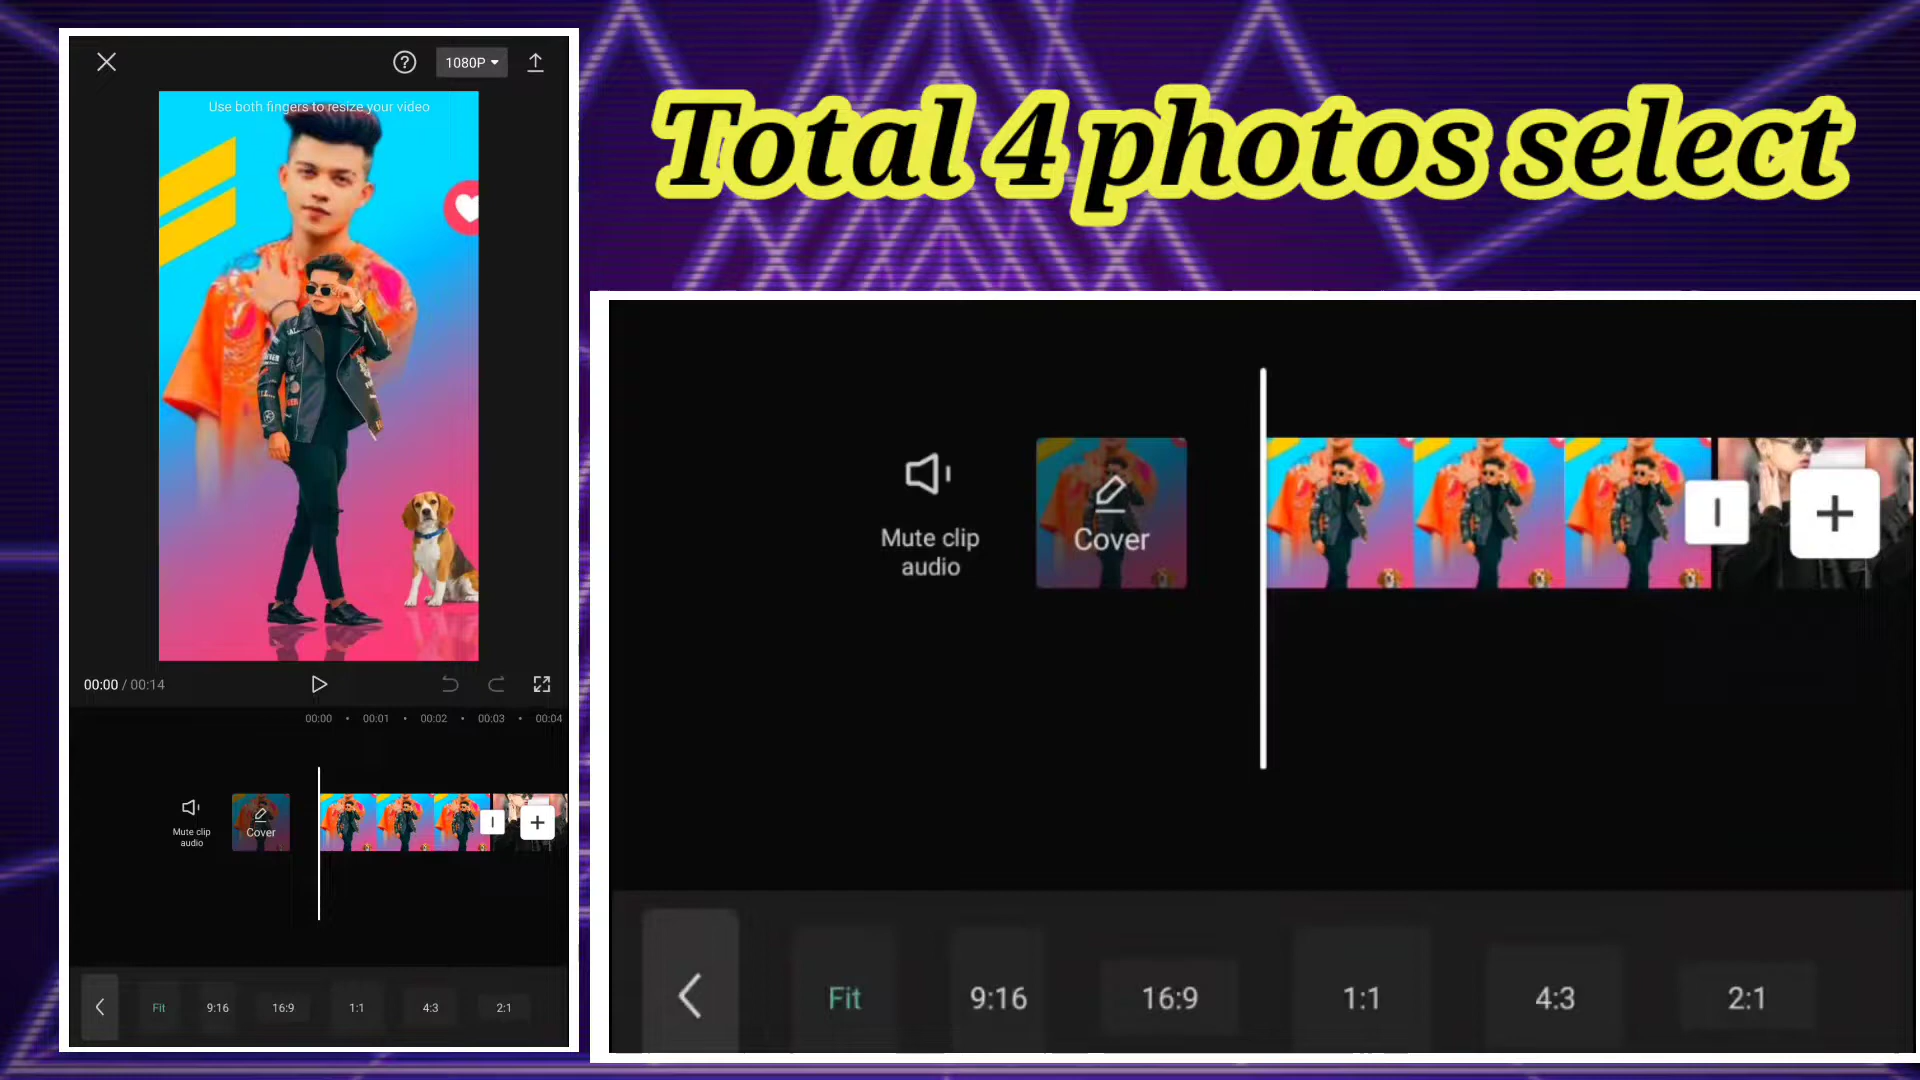 1080P
Use both fingers to resize your video
00:00 / 00:14
00:00 00:01 00:02 00:03 00:04
Mute clip
audio
Cover
Fit 9:16 16:9 1:1 4:3 2:1
Total 4 photos select
Mute clip
audio
Cover
Fit 9:16 16:9 1:1 4:3 2:1